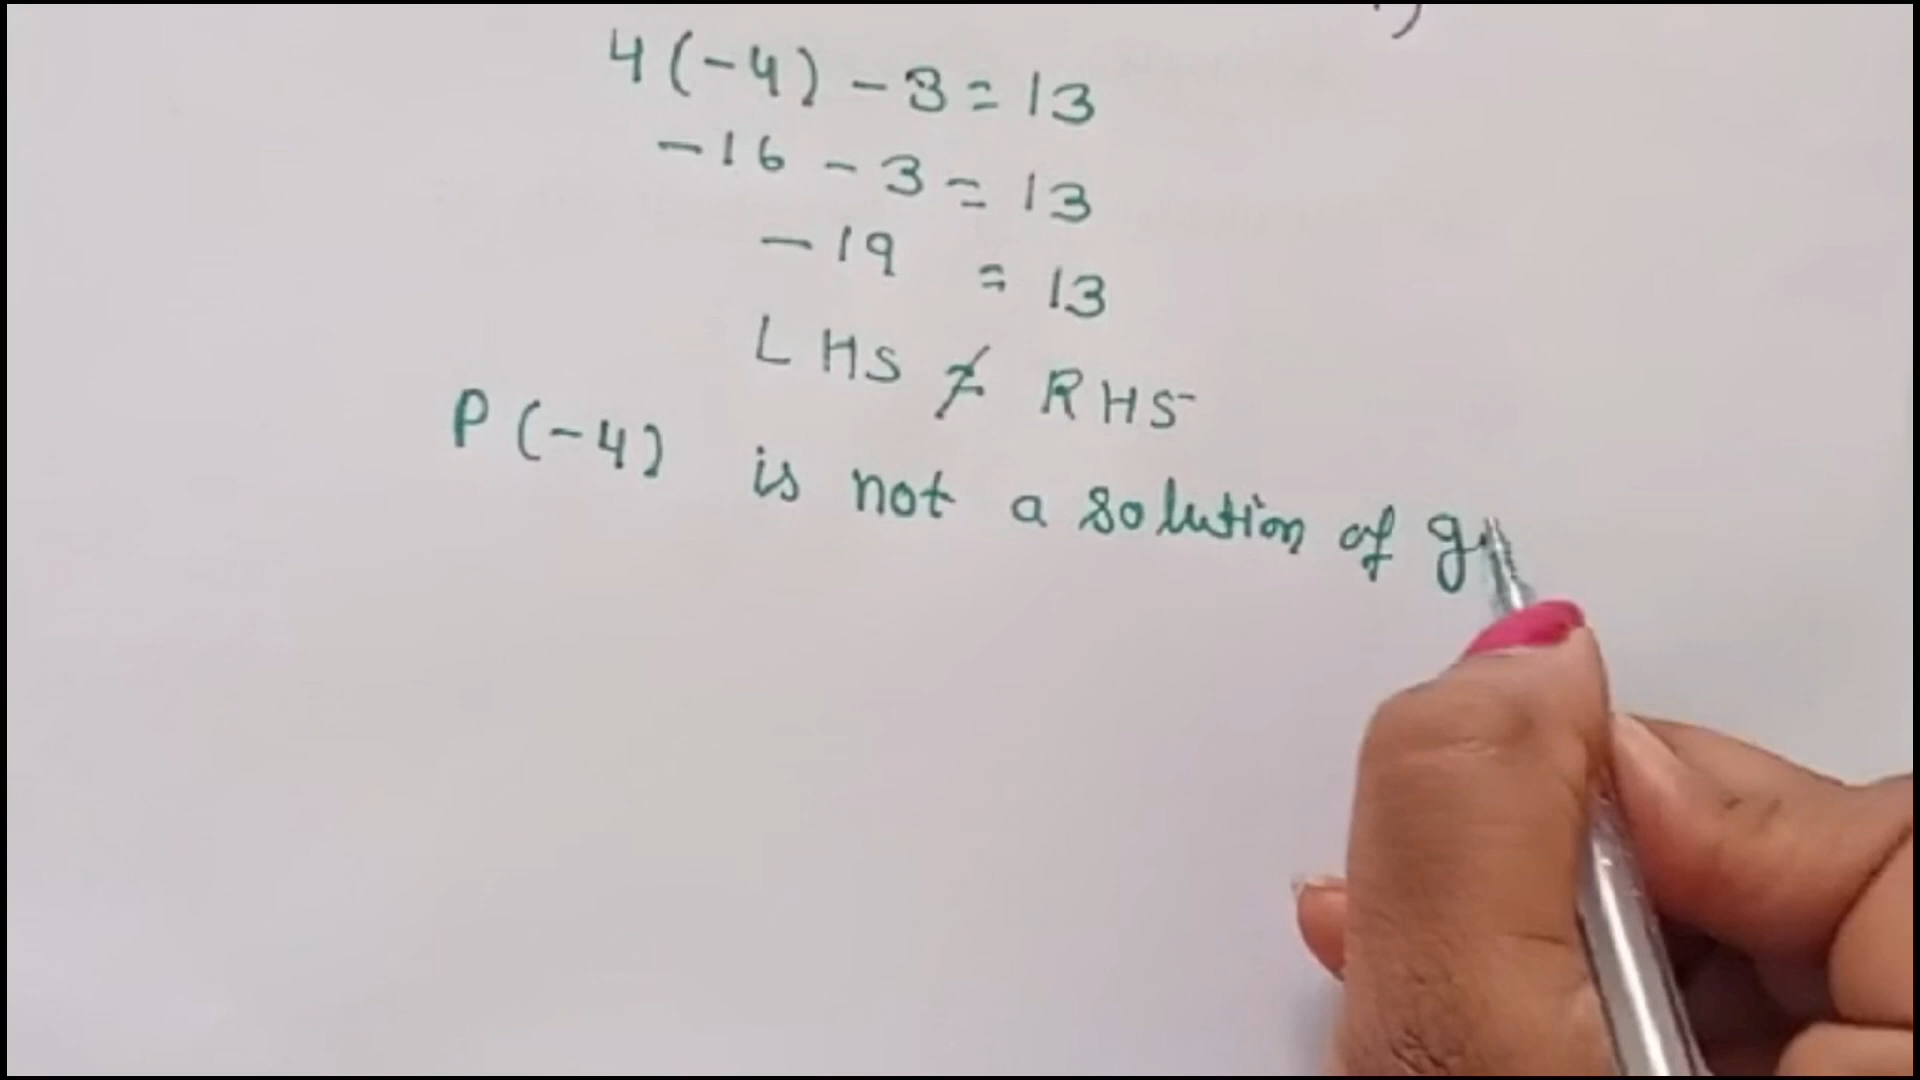 4(-4) - 3 = 13
-16 - 3 = 13
-19 = 13
LHS ≠ RHS
P(-4) is not a solution of